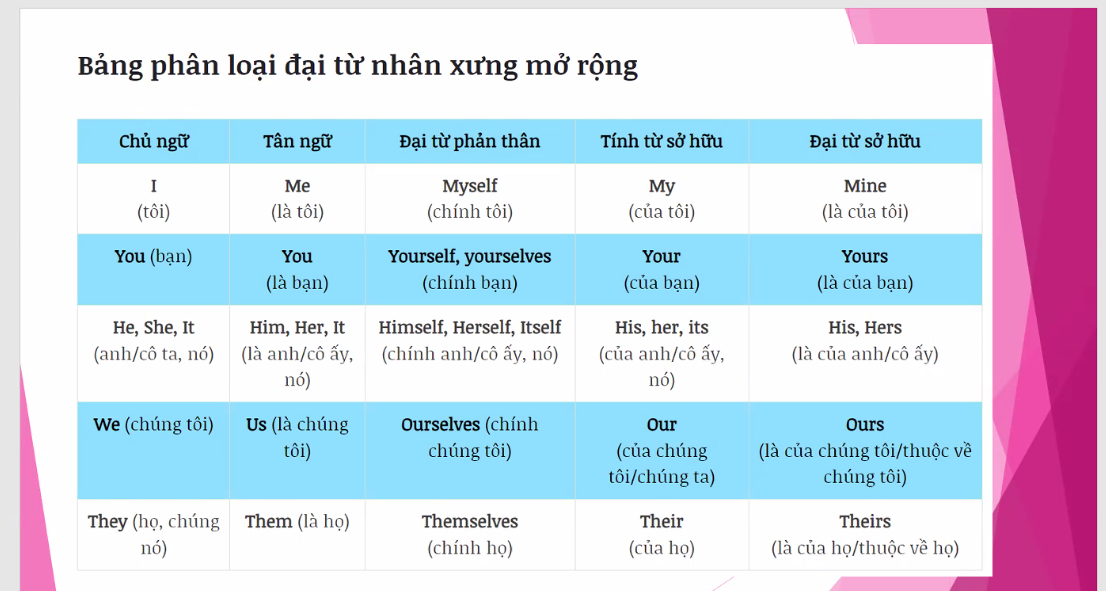 Bảng phân loại đại từ nhân xưng mở rộng
Chủ ngữ
Tân ngữ
Đại từ phản thân
Tính từ sở hữu
Đại từ sở hữu
I
(tôi)
Me
(là tôi)
Myself
(chính tôi)
My
(của tôi)
Mine
(là của tôi)
You (bạn)
You
(là bạn)
Yourself, yourselves
(chính bạn)
Your
(của bạn)
Yours
(là của bạn)
He, She, It
(anh/cô ta, nó)
Him, Her, It
(là anh/cô ấy,
nó)
Himself, Herself, Itself
(chính anh/cô ấy, nó)
His, her, its
(của anh/cô ấy,
nó)
His, Hers
(là của anh/cô ấy)
We (chúng tôi)
Us (là chúng
tôi)
Ourselves (chính
chúng tôi)
Our
(của chúng
tôi/chúng ta)
Ours
(là của chúng tôi/thuộc về
chúng tôi)
They (họ, chúng
nó)
Them (là họ)
Themselves
(chính họ)
Their
(của họ)
Theirs
(là của họ/thuộc về họ)